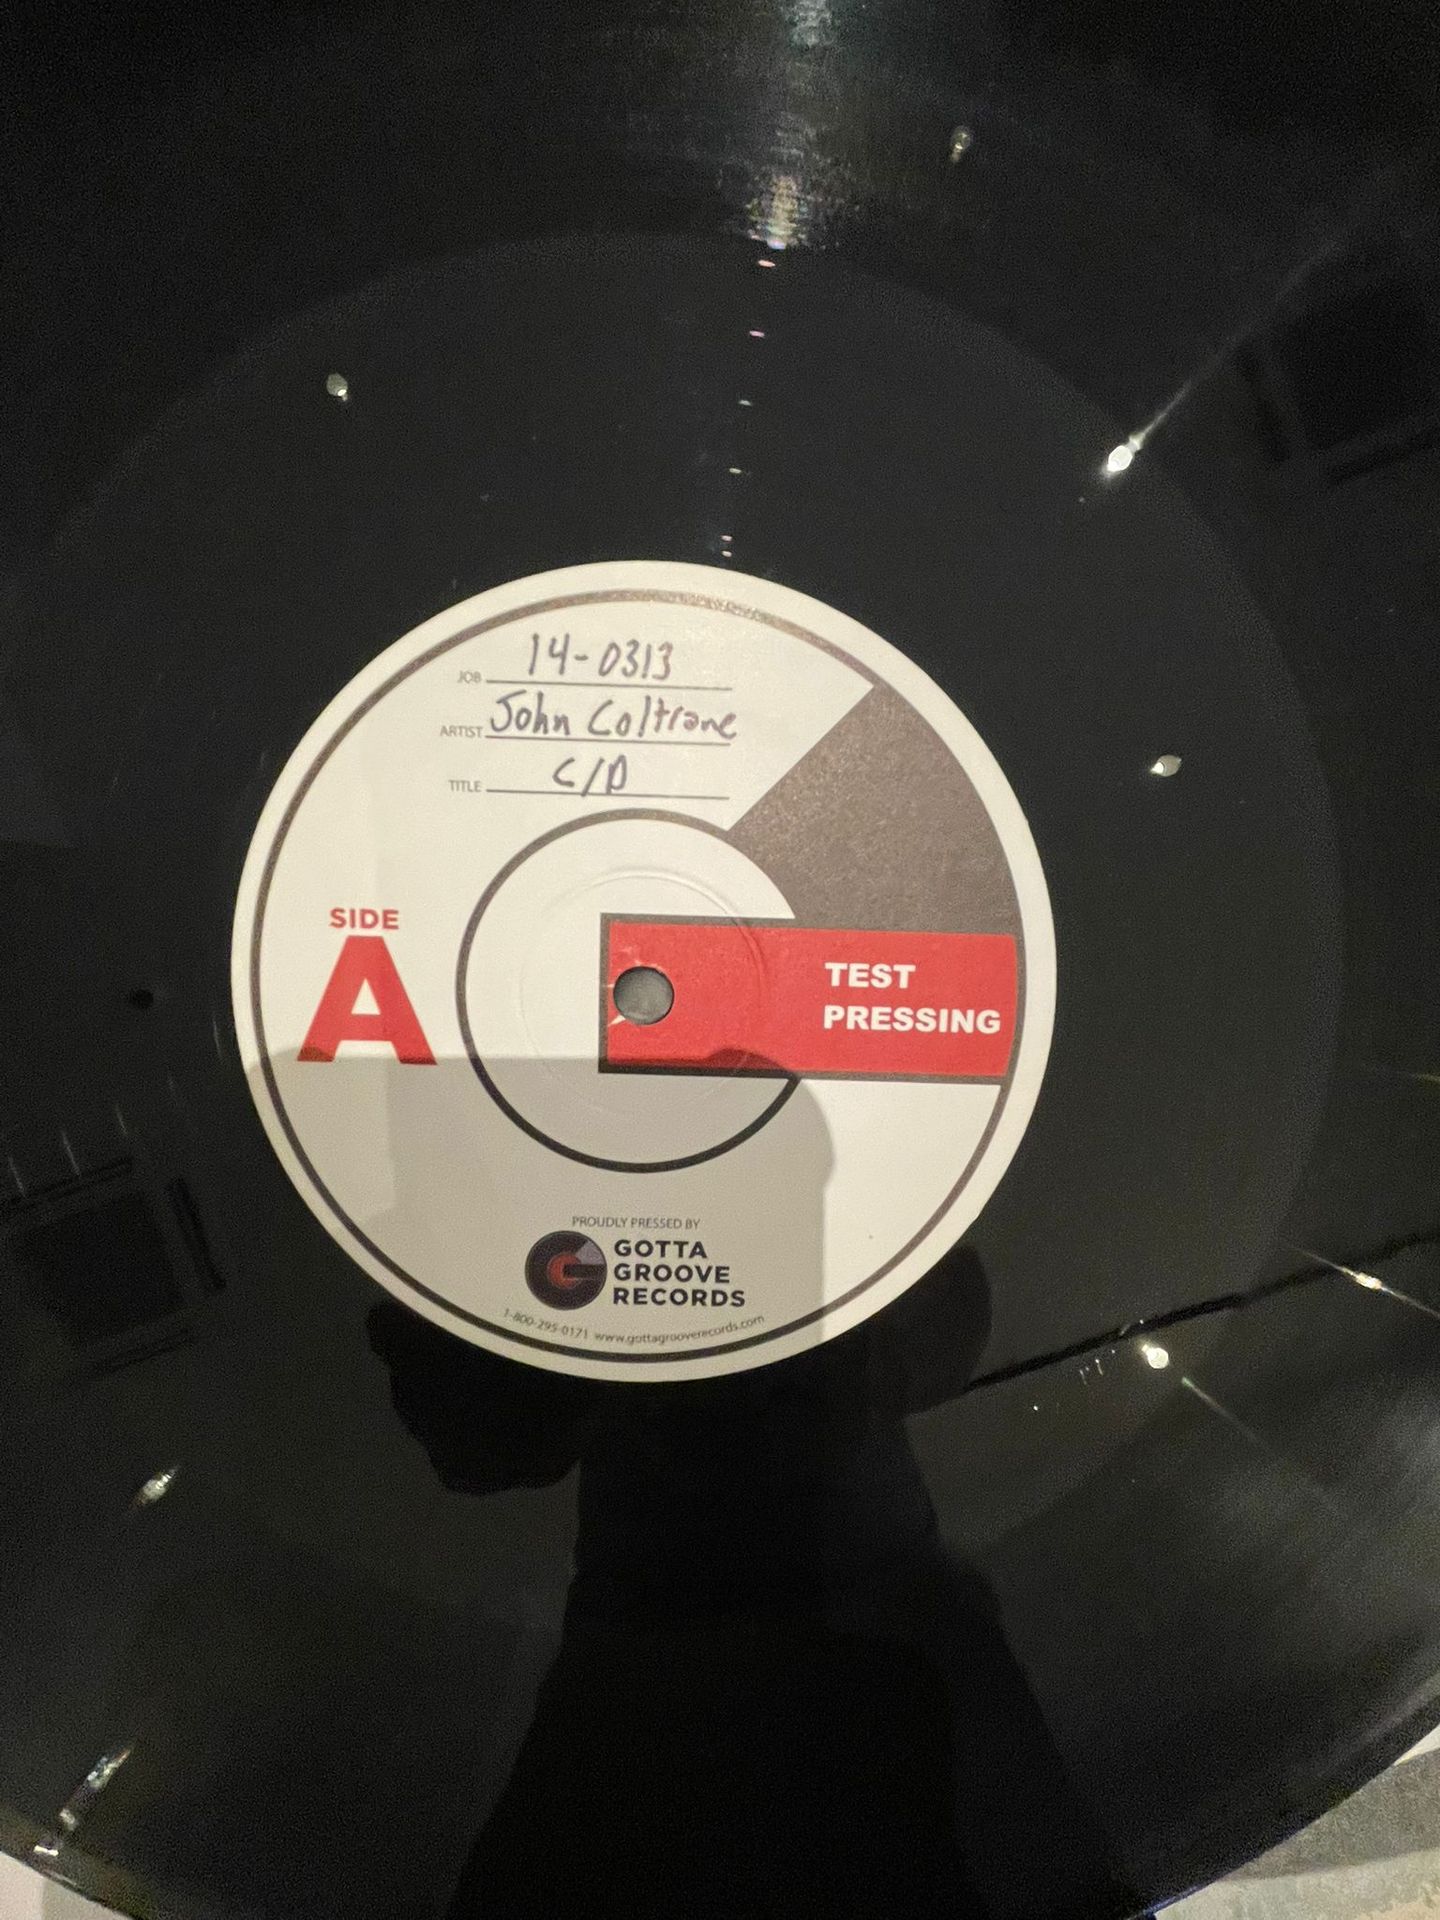 JOB 14-0313
ARTIST John Coltrane
TITLE C/D
SIDE
A
TEST
PRESSING
PROUDLY PRESSED BY
GOTTA
GROOVE
RECORDS
1-800-295-0171 www.gottagrooverecords.com